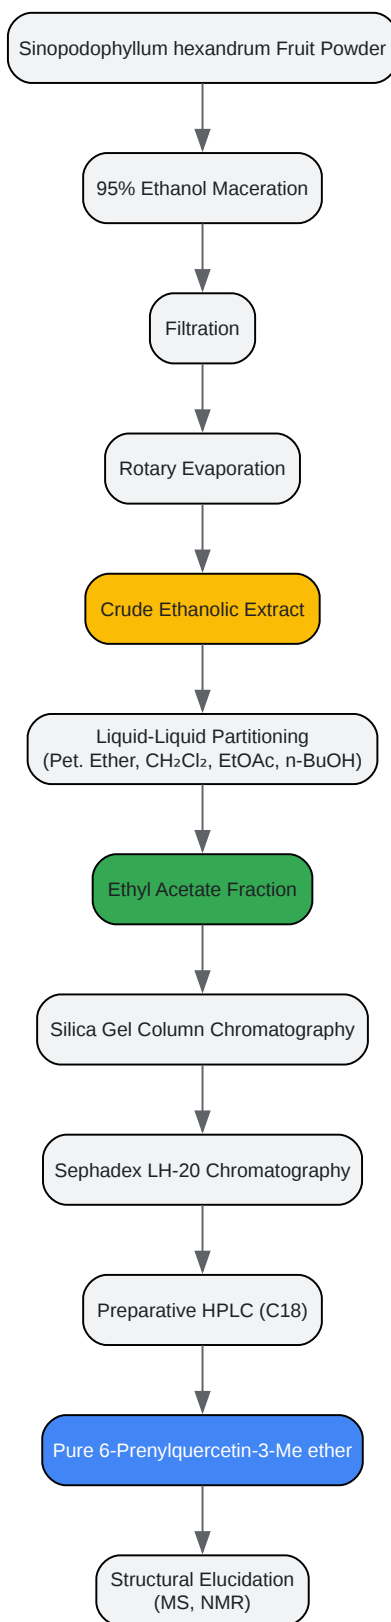 Sinopodophyllum hexandrum Fruit Powder
95% Ethanol Maceration
Filtration
Rotary Evaporation
Crude Ethanolic Extract
Liquid-Liquid Partitioning
(Pet. Ether, CH₂Cl₂, EtOAc, n-BuOH)
Ethyl Acetate Fraction
Silica Gel Column Chromatography
Sephadex LH-20 Chromatography
Preparative HPLC (C18)
Pure 6-Prenylquercetin-3-Me ether
Structural Elucidation
(MS, NMR)